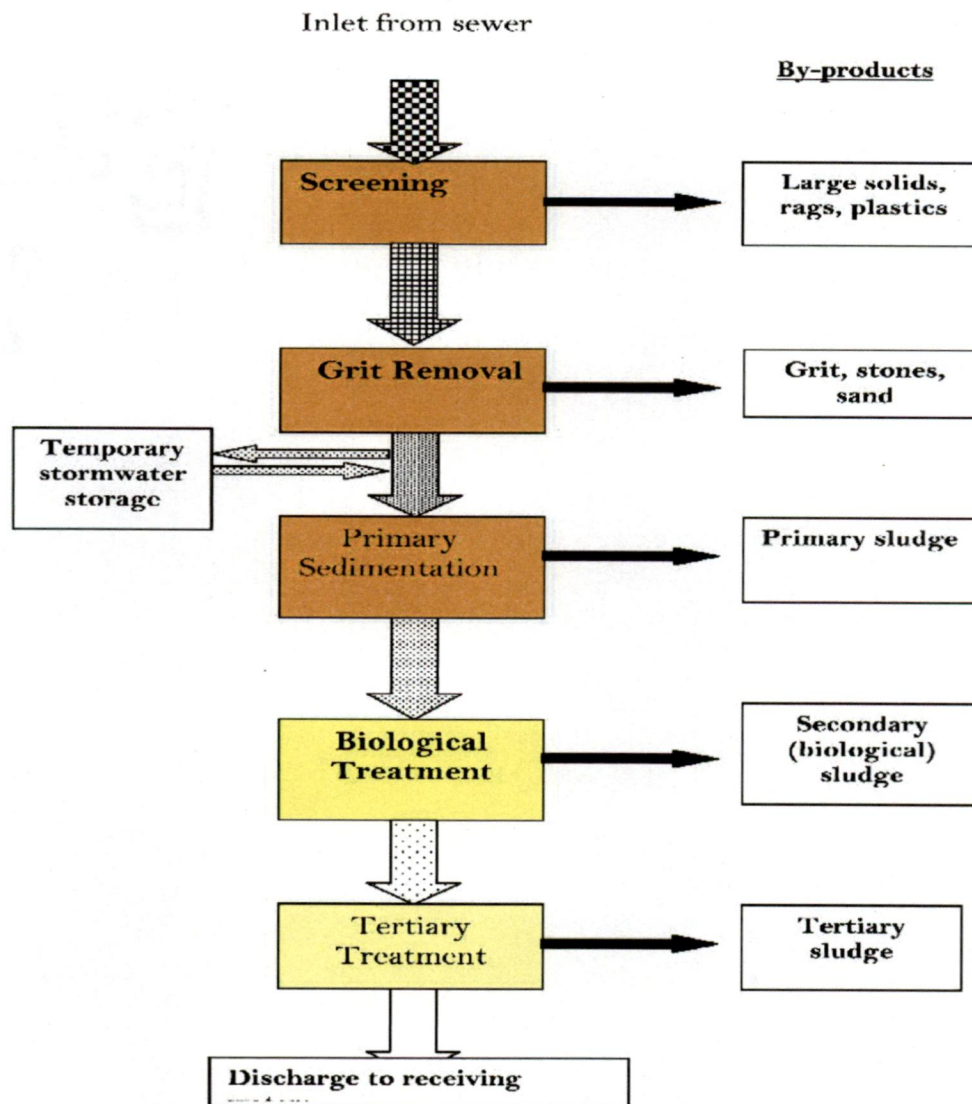 Inlet from sewer
By-products
Screening
Large solids,
rags, plastics
Grit Removal
Grit, stones,
sand
Temporary
stormwater
storage
Primary
Sedimentation
Primary sludge
Biological
Treatment
Secondary
(biological)
sludge
Tertiary
Treatment
Tertiary
sludge
Discharge to receiving